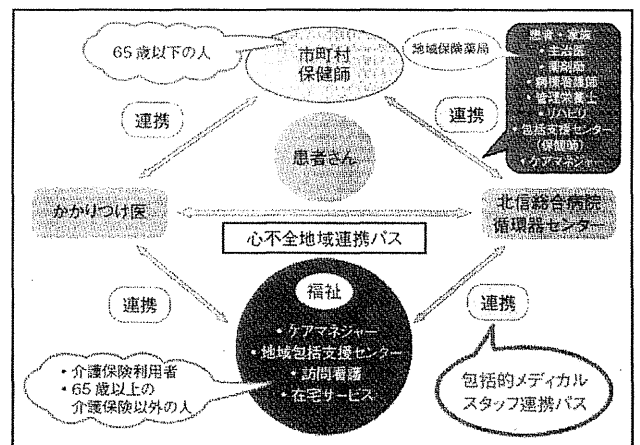 65歳以下の人
市町村
保健師
地域保険薬局
患者・家族
・主治医
・薬剤師
・病棟看護師
・管理栄養士
・リハビリ
・包括支援センター
(保健師)
・ケアマネジャー
連携
連携
患者さん
かかりつけ医
北信総合病院
循環器センター
心不全地域連携パス
福祉
・ケアマネジャー
・地域包括支援センター
・訪問看護
・在宅サービス
連携
連携
・介護保険利用者
・65歳以上の
介護保険以外の人
包括的メディカル
スタッフ連携パス